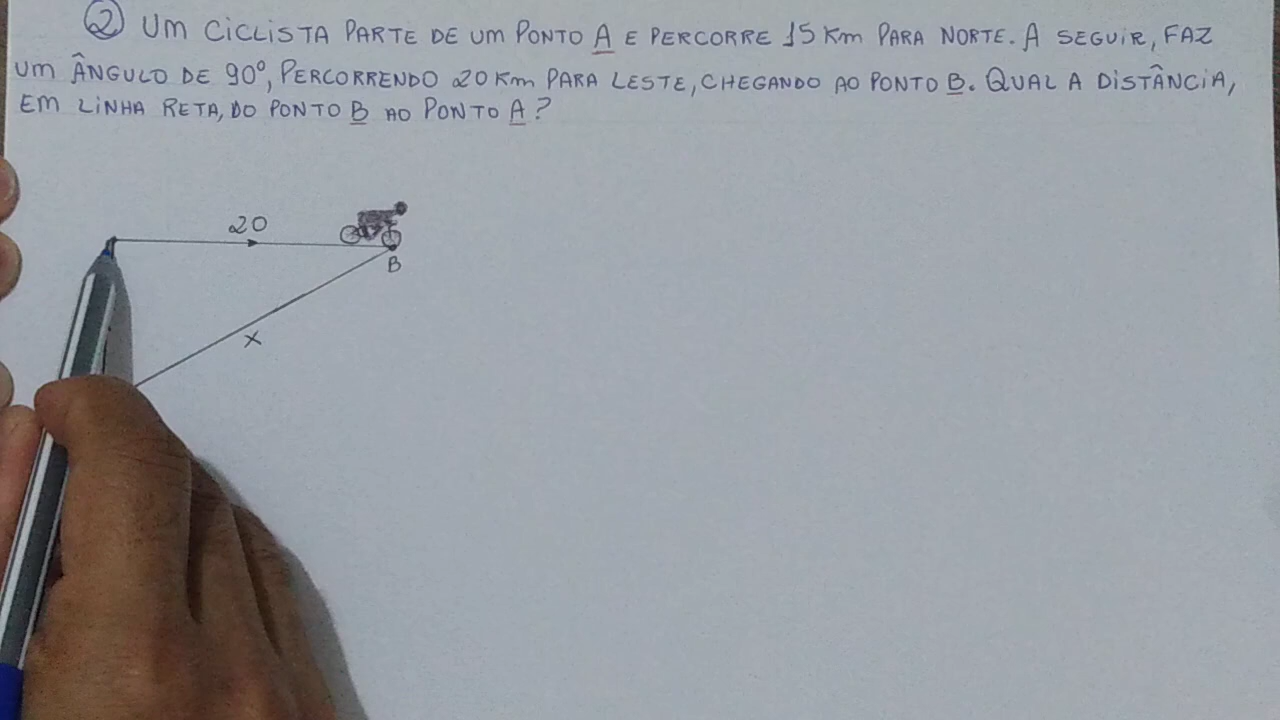 2 UM CICLISTA PARTE DE UM PONTO A E PERCORRE 15 Km PARA NORTE. A SEGUIR, FAZ
UM ÂNGULO DE 90º, PERCORRENDO 20 Km PARA LESTE, CHEGANDO AO PONTO B. QUAL A DISTÂNCIA,
EM LINHA RETA, DO PONTO B AO PONTO A?
20
B
X